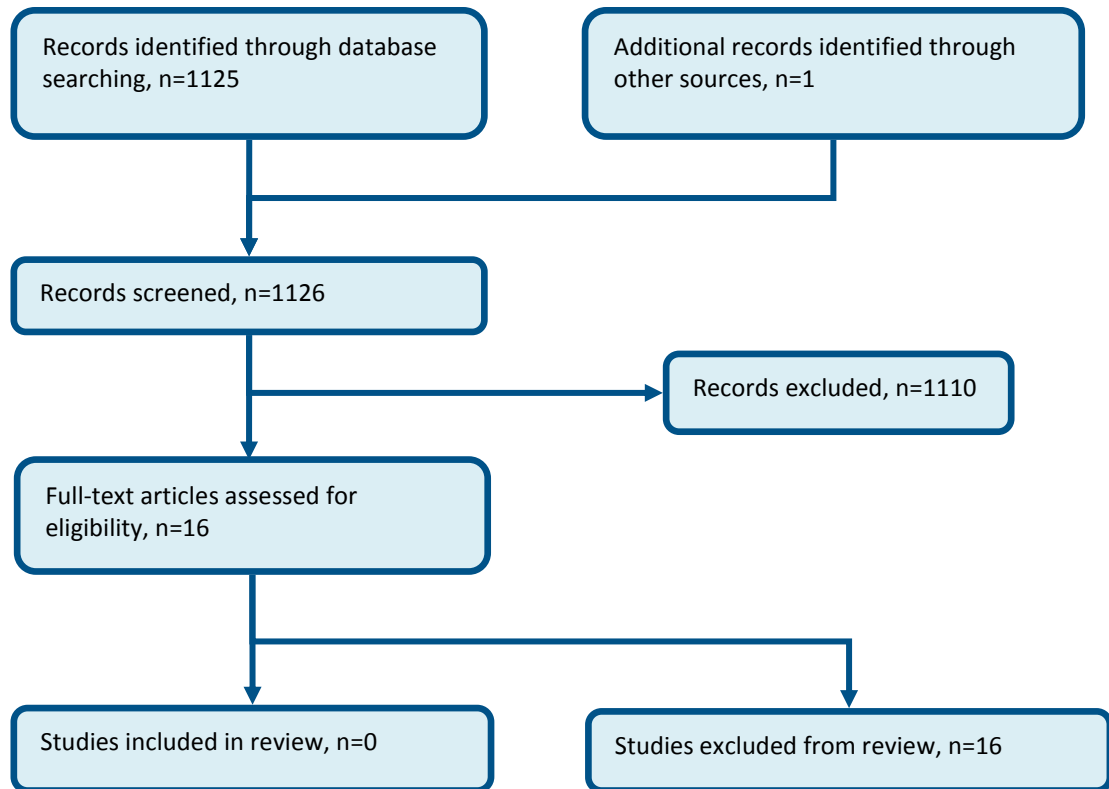 Records identified through database
searching, n=1125
Additional records identified through
other sources, n=1
Records screened, n=1126
Records excluded, n=1110
Full-text articles assessed for
eligibility, n=16
Studies included in review, n=0
Studies excluded from review, n=16